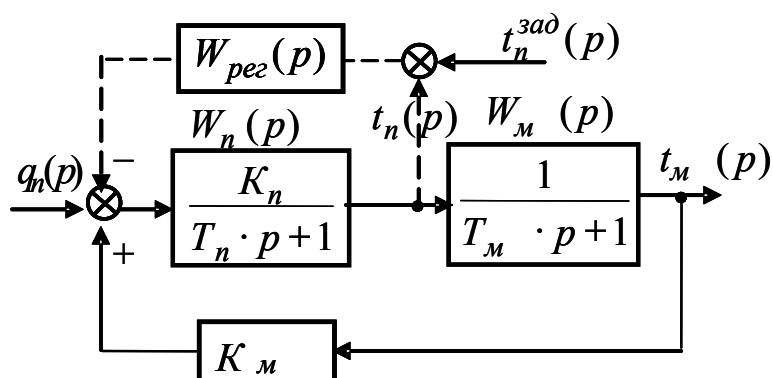 W_рег(p)
t_п^зад(p)
W_п(p)
t_п(p)
W_м (p)
q_п(p)
−
K_п
T_п · p + 1
1
T_м · p + 1
t_м (p)
+
K_м